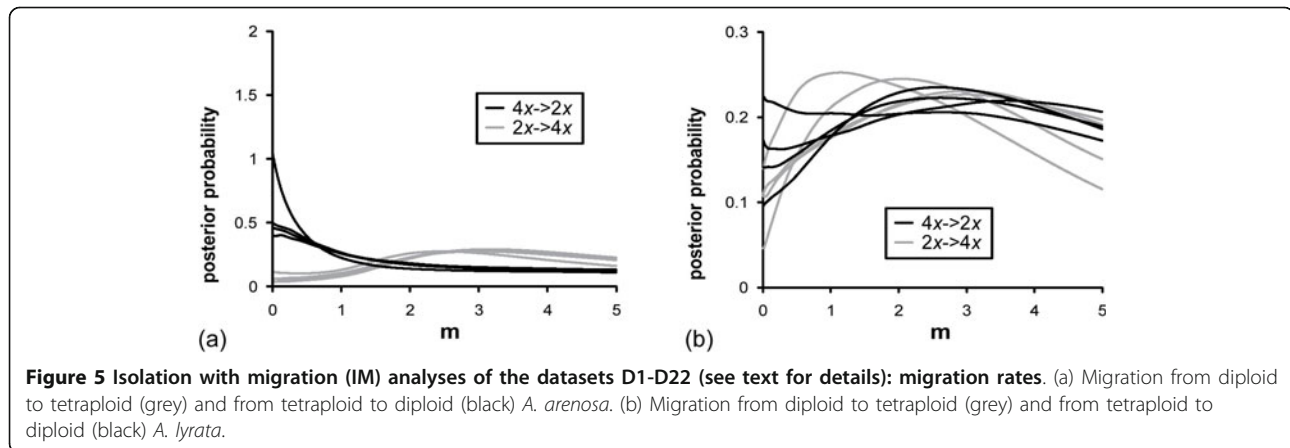 2
1.5
1
0.5
0
posterior probability
4x->2x
2x->4x
0 1 2 3 4 5
m
(a)
0.3
0.2
0.1
0
posterior probability
4x->2x
2x->4x
0 1 2 3 4 5
m
(b)
Figure 5 Isolation with migration (IM) analyses of the datasets D1-D22 (see text for details): migration rates. (a) Migration from diploid
to tetraploid (grey) and from tetraploid to diploid (black) A. arenosa. (b) Migration from diploid to tetraploid (grey) and from tetraploid to
diploid (black) A. lyrata.